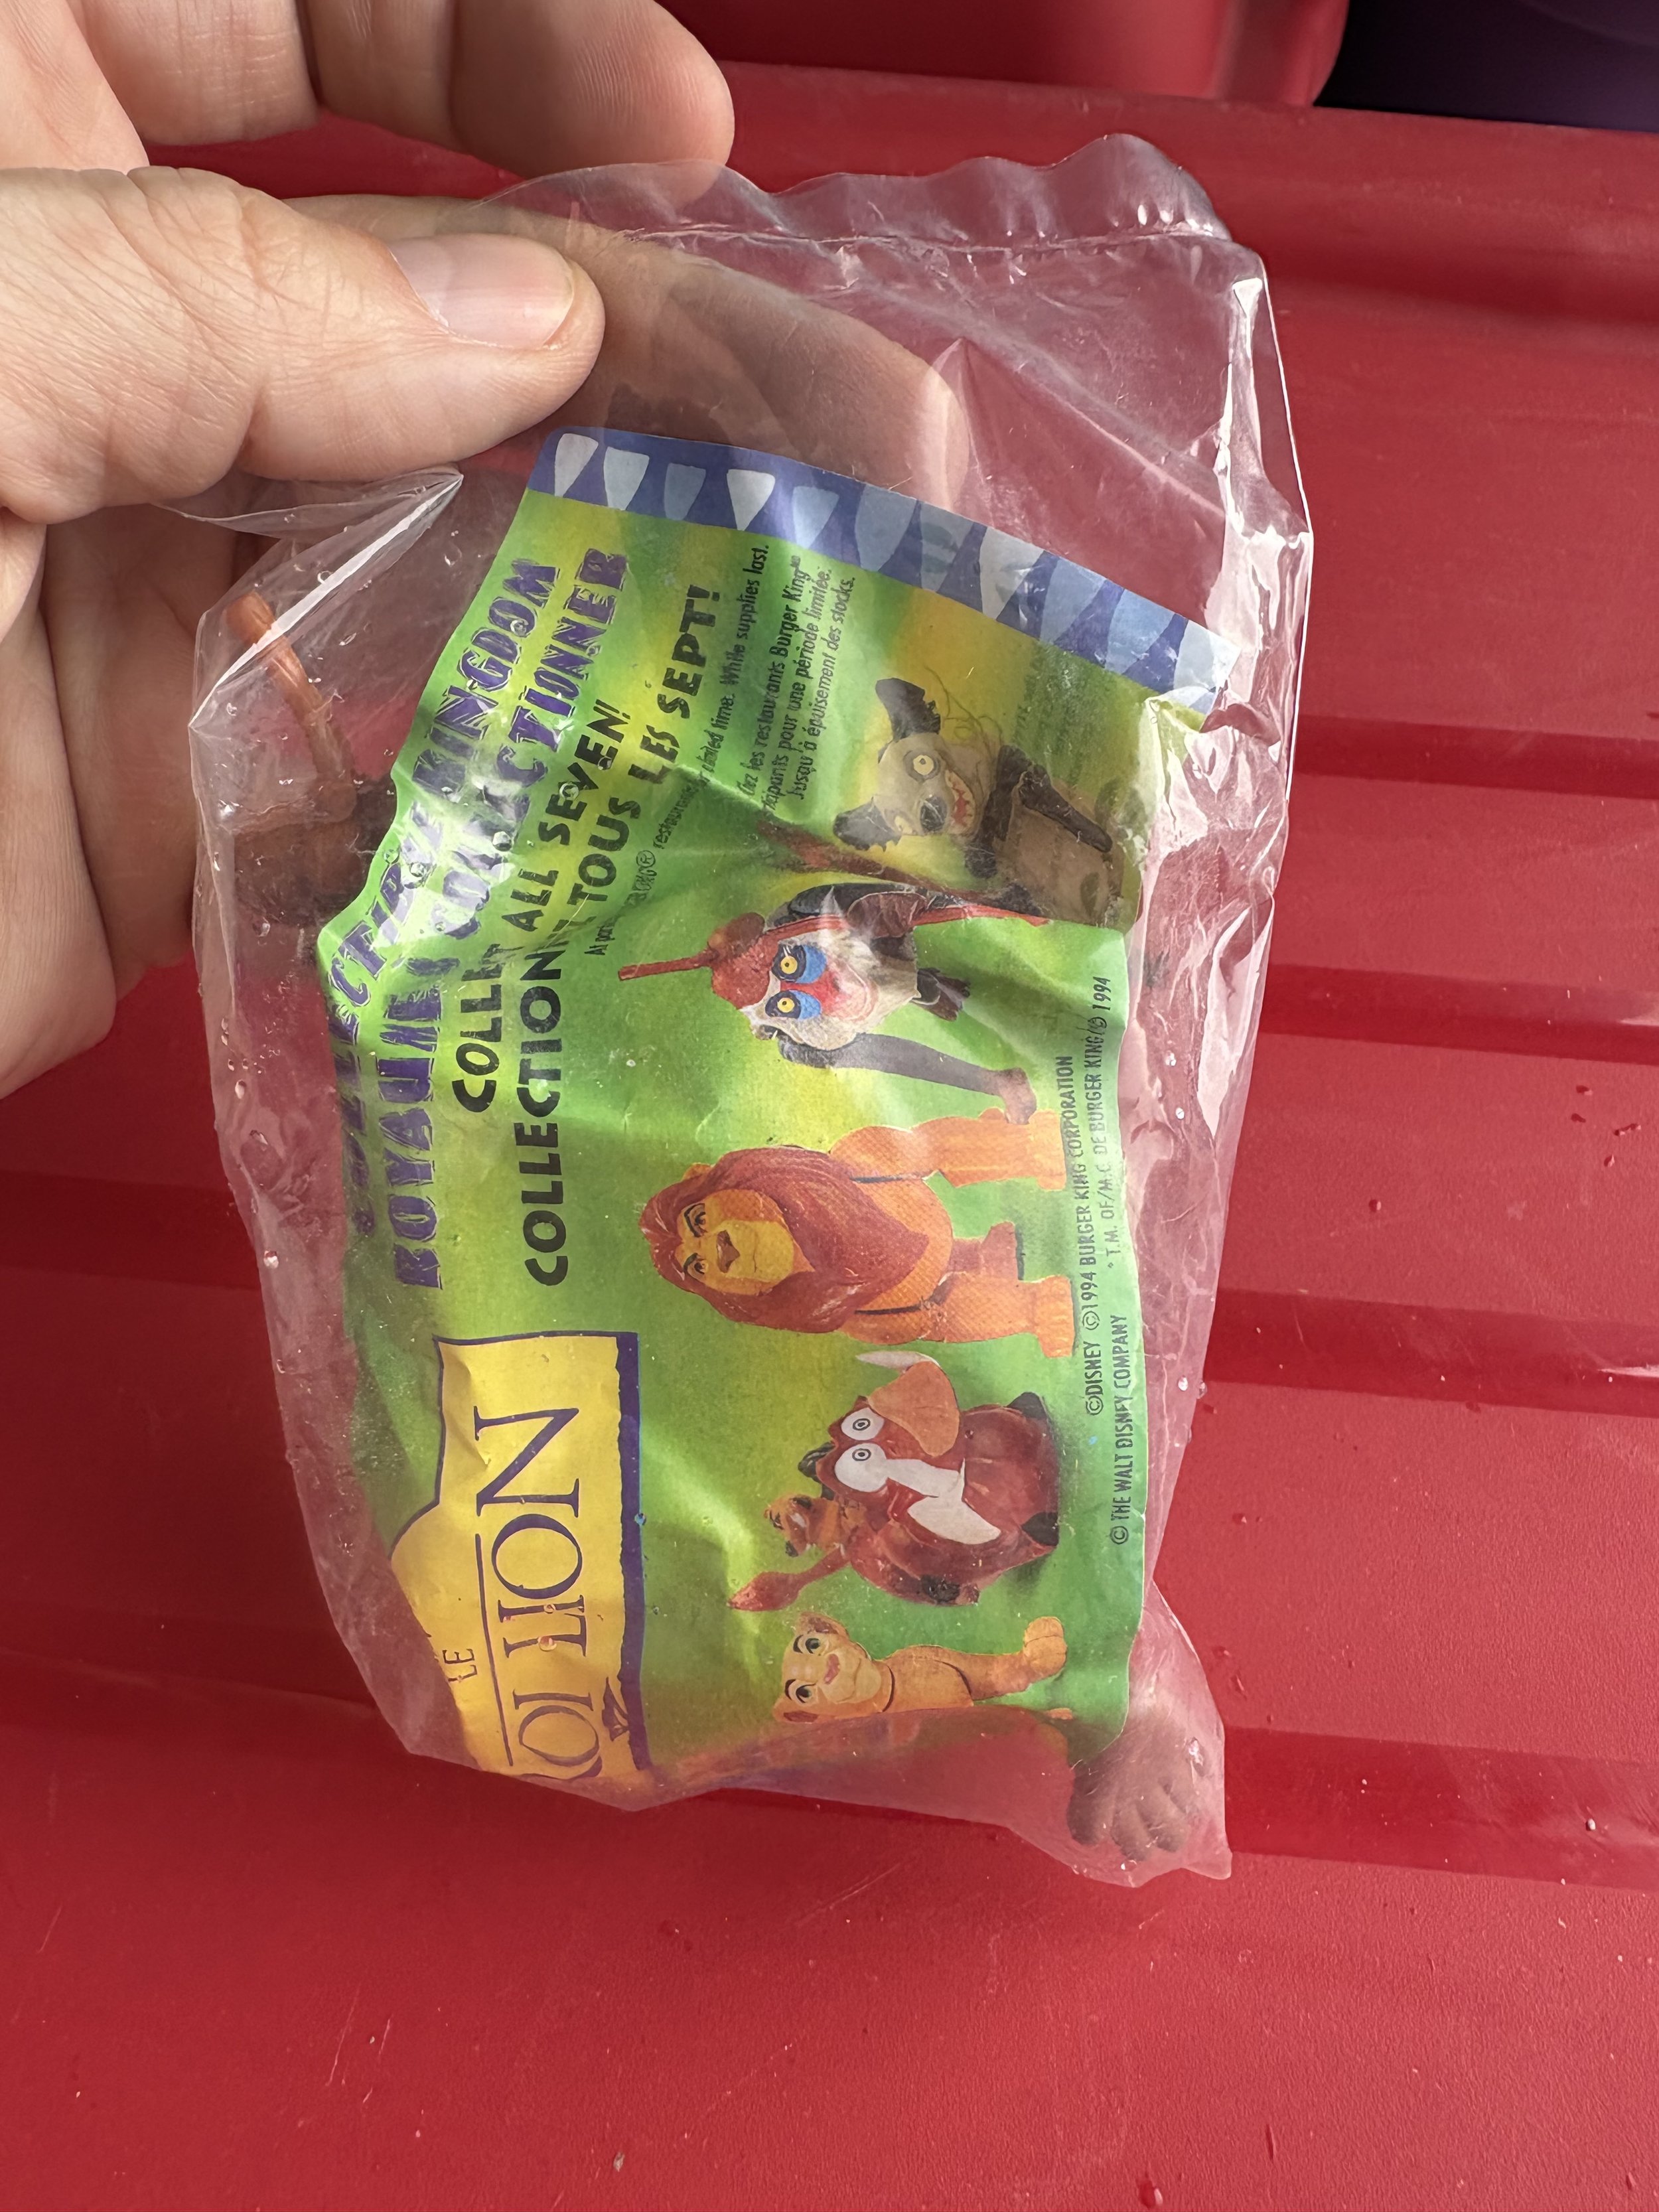 LE
ROI LION
COLLECTIBLE KINGDOM
ROYAUME À COLLECTIONNER
COLLECT ALL SEVEN!
COLLECTIONNEZ TOUS LES SEPT!
restaurants for limited time. While supplies last.
les restaurants Burger King
pour une période limitée.
Jusqu'à épuisement des stocks.
©DISNEY ©1994 BURGER KING CORPORATION
© THE WALT DISNEY COMPANY * T.M. OF/M.C. DE BURGER KING © 1994